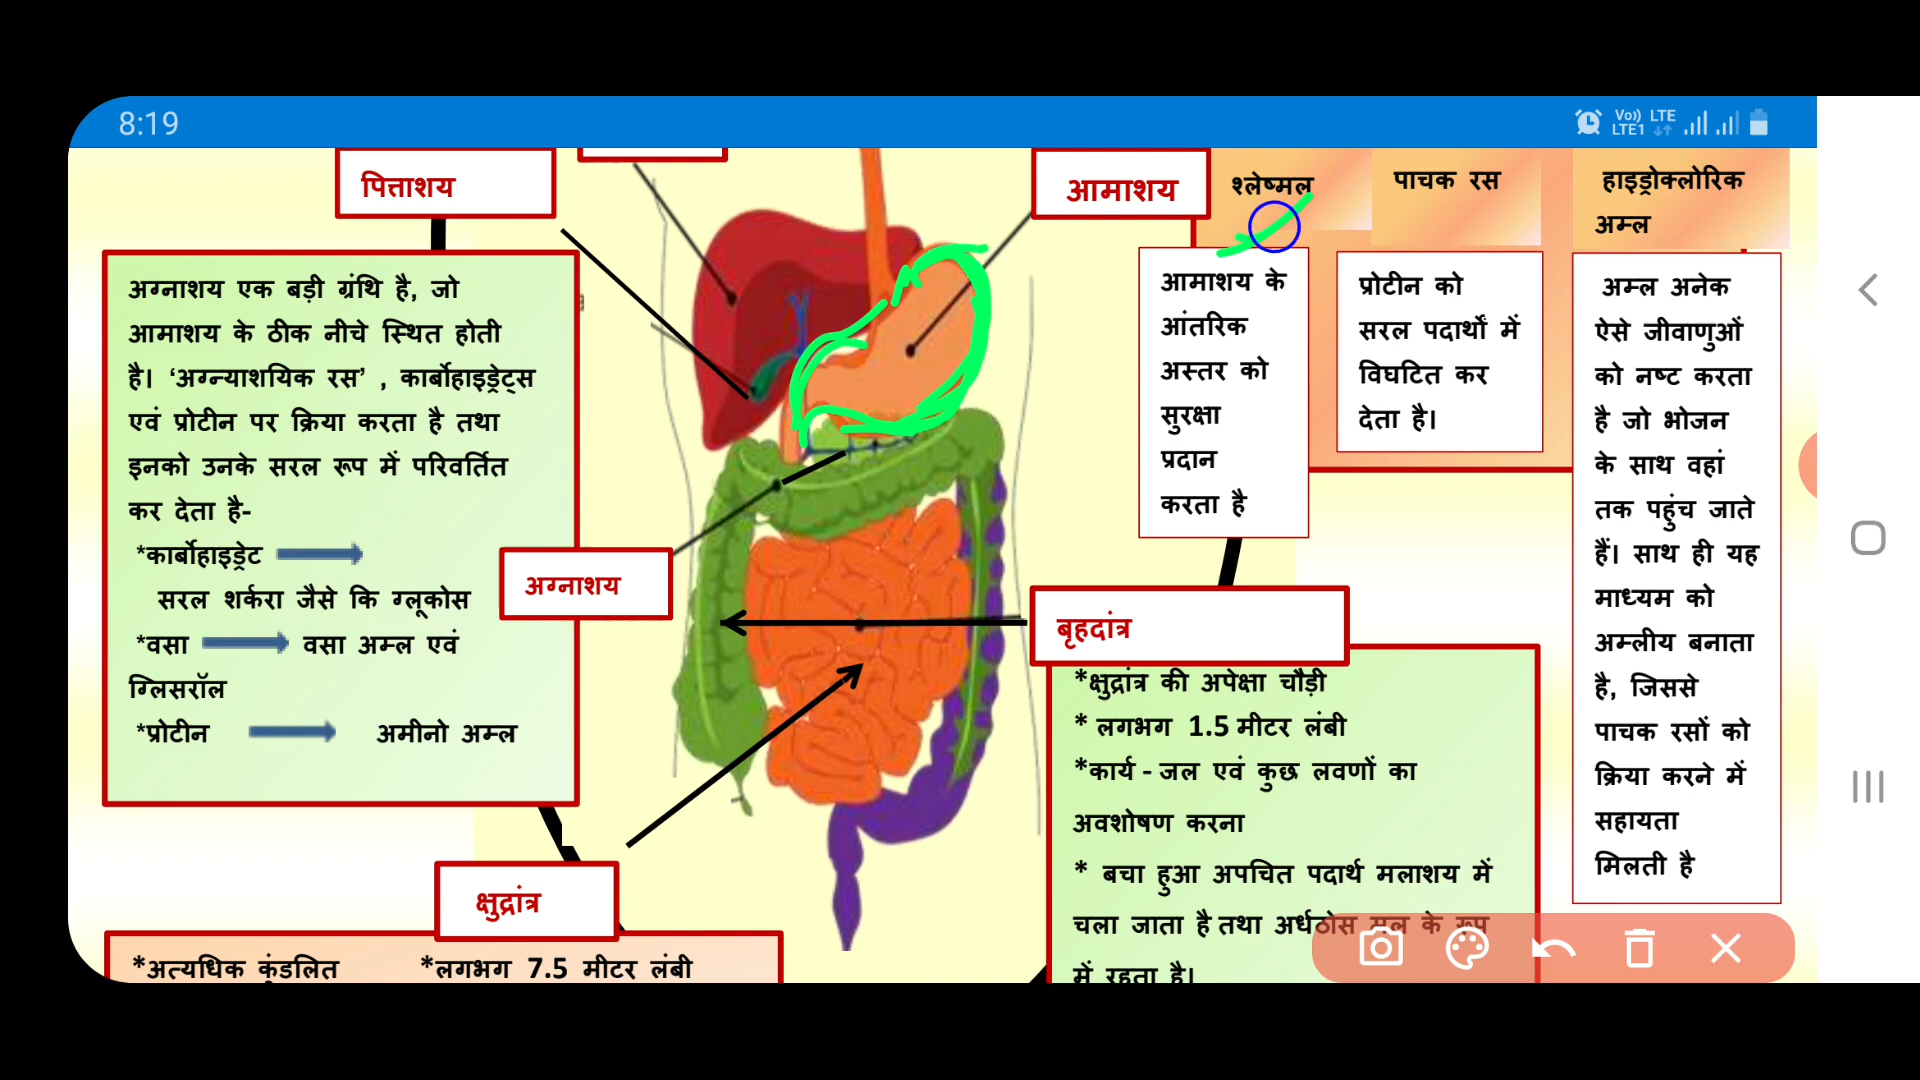 8:19
Vo)) LTE
LTE1
पित्ताशय
आमाशय
श्लेष्मल
पाचक रस
हाइड्रोक्लोरिक
अम्ल
अग्नाशय एक बड़ी ग्रंथि है, जो
आमाशय के ठीक नीचे स्थित होती
है। ‘अग्न्याशयिक रस’ , कार्बोहाइड्रेट्स
एवं प्रोटीन पर क्रिया करता है तथा
इनको उनके सरल रूप में परिवर्तित
कर देता है-
*कार्बोहाइड्रेट
सरल शर्करा जैसे कि ग्लूकोस
*वसा वसा अम्ल एवं
ग्लिसरॉल
*प्रोटीन अमीनो अम्ल
आमाशय के
आंतरिक
अस्तर को
सुरक्षा
प्रदान
करता है
प्रोटीन को
सरल पदार्थों में
विघटित कर
देता है।
अम्ल अनेक
ऐसे जीवाणुओं
को नष्ट करता
है जो भोजन
के साथ वहां
तक पहुंच जाते
हैं। साथ ही यह
माध्यम को
अम्लीय बनाता
है, जिससे
पाचक रसों को
क्रिया करने में
सहायता
मिलती है
अग्नाशय
बृहदांत्र
*क्षुद्रांत्र की अपेक्षा चौड़ी
* लगभग 1.5 मीटर लंबी
*कार्य - जल एवं कुछ लवणों का
अवशोषण करना
* बचा हुआ अपचित पदार्थ मलाशय में
चला जाता है तथा अर्धठोस मल के रूप
में रहता है।
क्षुद्रांत्र
*अत्यधिक कुंडलित *लगभग 7.5 मीटर लंबी